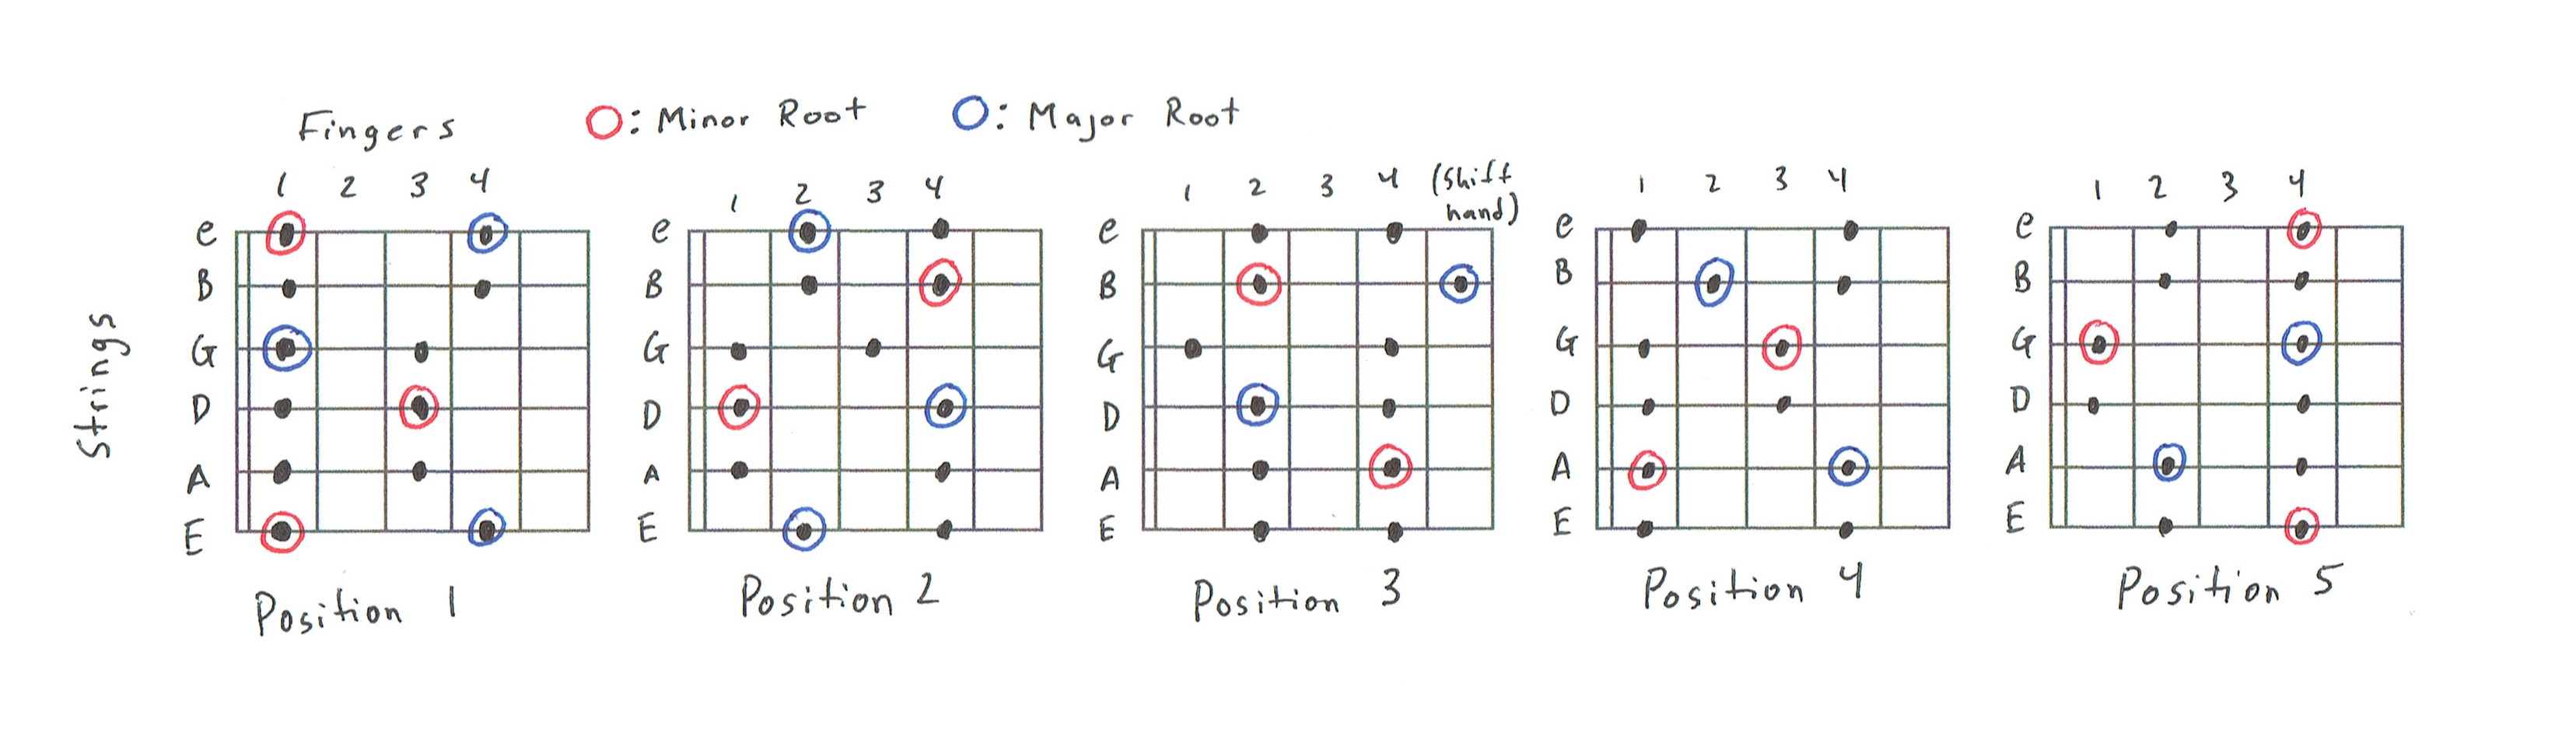 Fingers
O: Minor Root
O: Major Root
1 2 3 4
1 2 3 4
1 2 3 4 (shift
hand)
1 2 3 4
1 2 3 4
Strings
e
B
G
D
A
E
e
B
G
D
A
E
e
B
G
D
A
E
e
B
G
D
A
E
e
B
G
D
A
E
Position 1
Position 2
Position 3
Position 4
Position 5